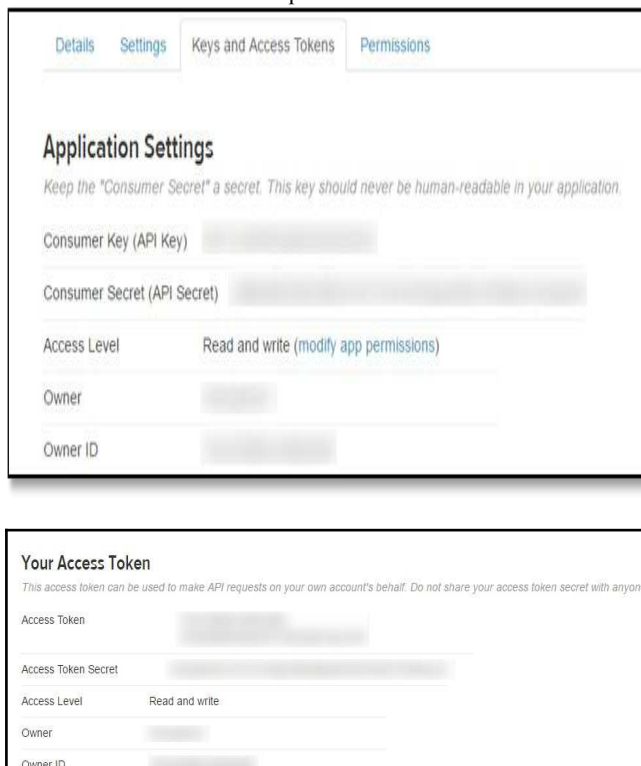 Details Settings Keys and Access Tokens Permissions
Application Settings
Keep the "Consumer Secret" a secret. This key should never be human-readable in your application.
Consumer Key (API Key)
Consumer Secret (API Secret)
Access Level Read and write (modify app permissions)
Owner
Owner ID
Your Access Token
This access token can be used to make API requests on your own account's behalf. Do not share your access token secret with anyon
Access Token
Access Token Secret
Access Level Read and write
Owner
Owner ID